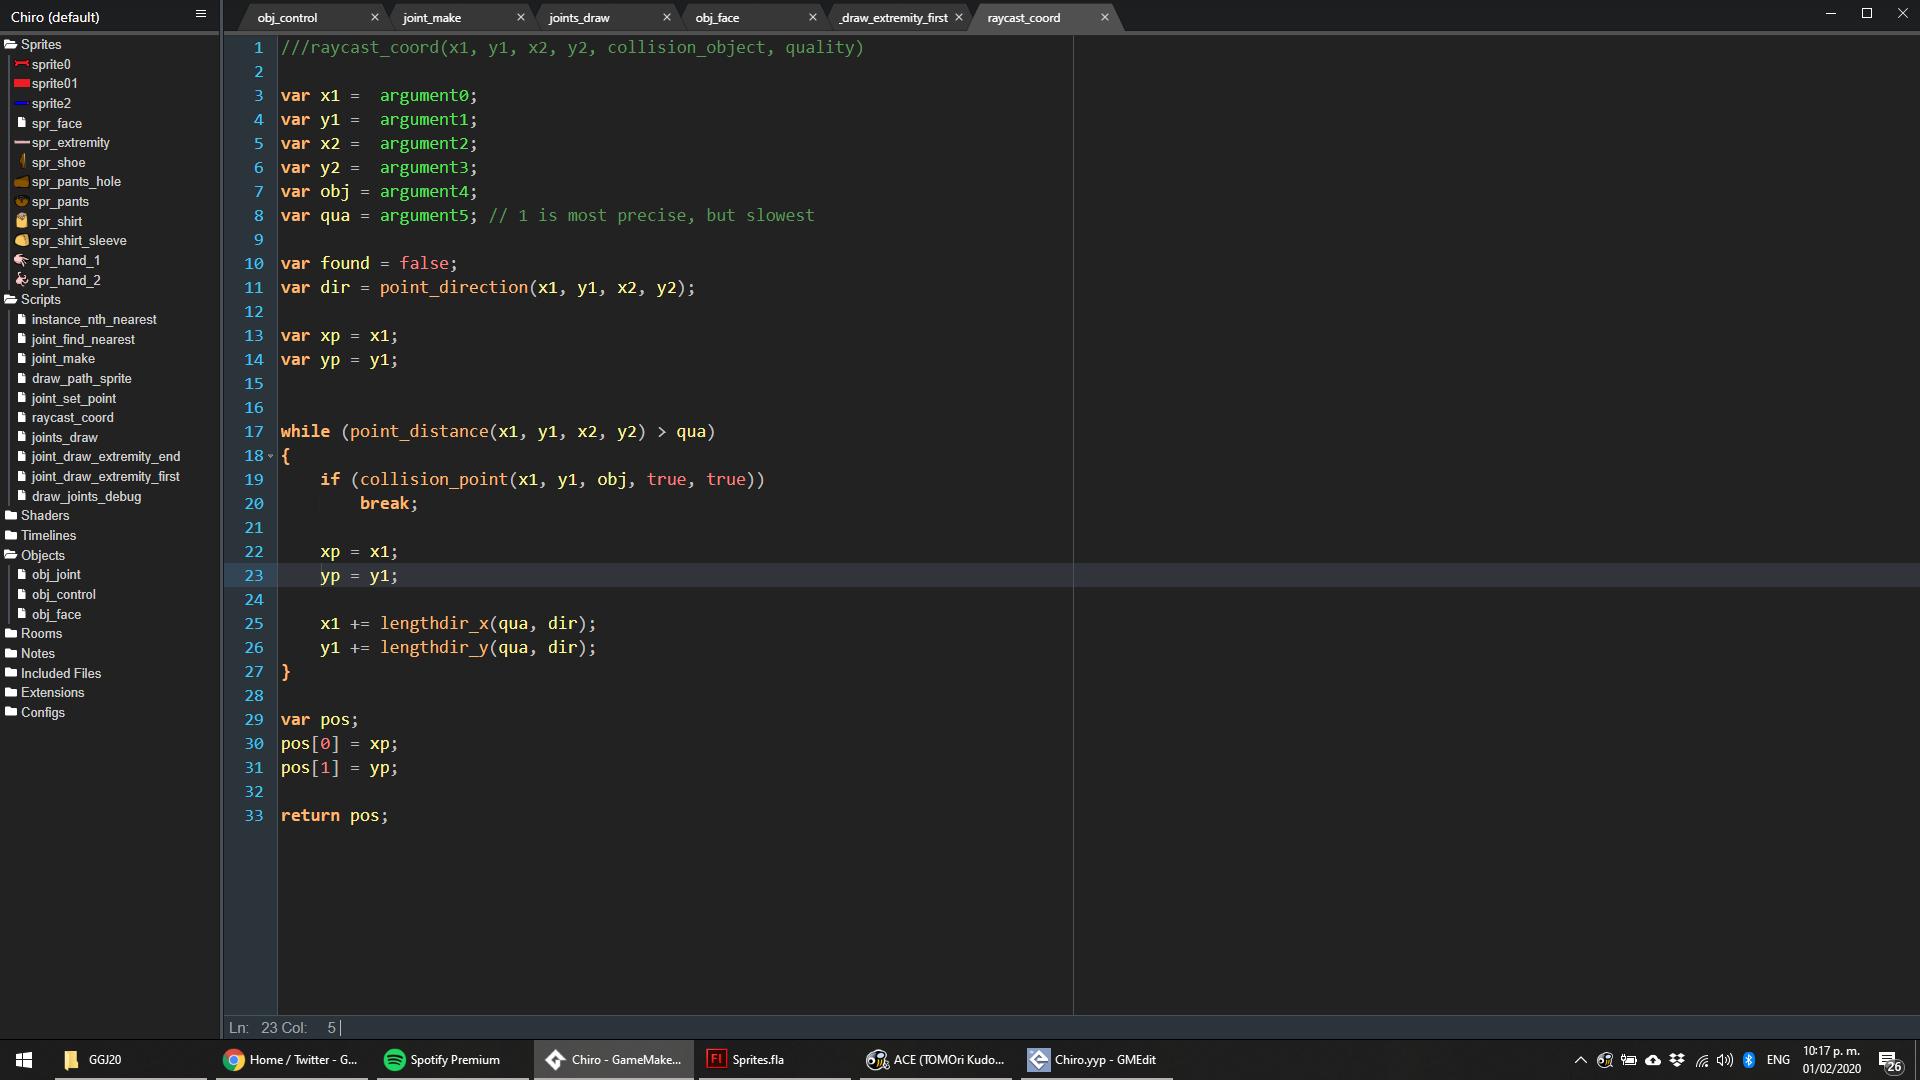 Chiro (default)
obj_control
joint_make
joints_draw
obj_face
_draw_extremity_first
raycast_coord
Sprites
sprite0
sprite01
sprite2
spr_face
spr_extremity
spr_shoe
spr_pants_hole
spr_pants
spr_shirt
spr_shirt_sleeve
spr_hand_1
spr_hand_2
Scripts
instance_nth_nearest
joint_find_nearest
joint_make
draw_path_sprite
joint_set_point
raycast_coord
joints_draw
joint_draw_extremity_end
joint_draw_extremity_first
draw_joints_debug
Shaders
Timelines
Objects
obj_joint
obj_control
obj_face
Rooms
Notes
Included Files
Extensions
Configs
1 ///raycast_coord(x1, y1, x2, y2, collision_object, quality)
2
3 var x1 =  argument0;
4 var y1 =  argument1;
5 var x2 =  argument2;
6 var y2 =  argument3;
7 var obj = argument4;
8 var qua = argument5; // 1 is most precise, but slowest
9
10 var found = false;
11 var dir = point_direction(x1, y1, x2, y2);
12
13 var xp = x1;
14 var yp = y1;
15
16
17 while (point_distance(x1, y1, x2, y2) > qua)
18 {
19     if (collision_point(x1, y1, obj, true, true))
20         break;
21
22     xp = x1;
23     yp = y1;
24
25     x1 += lengthdir_x(qua, dir);
26     y1 += lengthdir_y(qua, dir);
27 }
28
29 var pos;
30 pos[0] = xp;
31 pos[1] = yp;
32
33 return pos;
Ln: 23 Col: 5
GGJ20
Home / Twitter - G...
Spotify Premium
Chiro - GameMake...
Fl
Sprites.fla
ACE (TOMOri Kudo...
Chiro.yyp - GMEdit
ENG
10:17 p. m.
01/02/2020
26